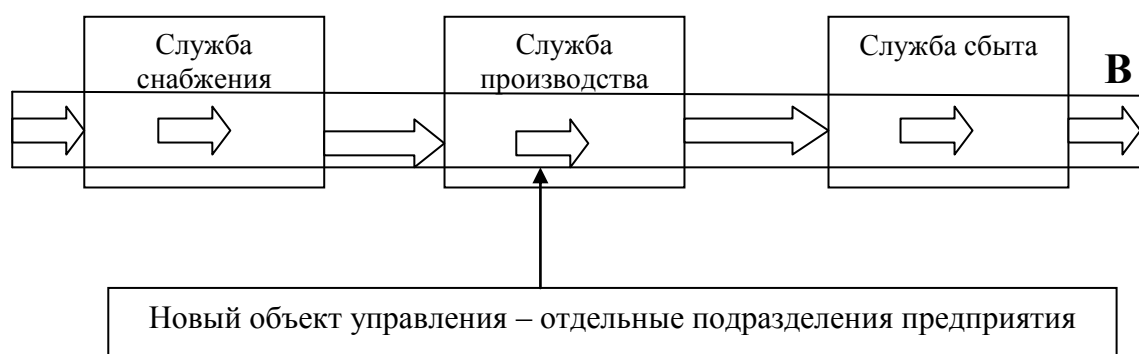 Служба
снабжения
Служба
производства
Служба сбыта
В
Новый объект управления – отдельные подразделения предприятия